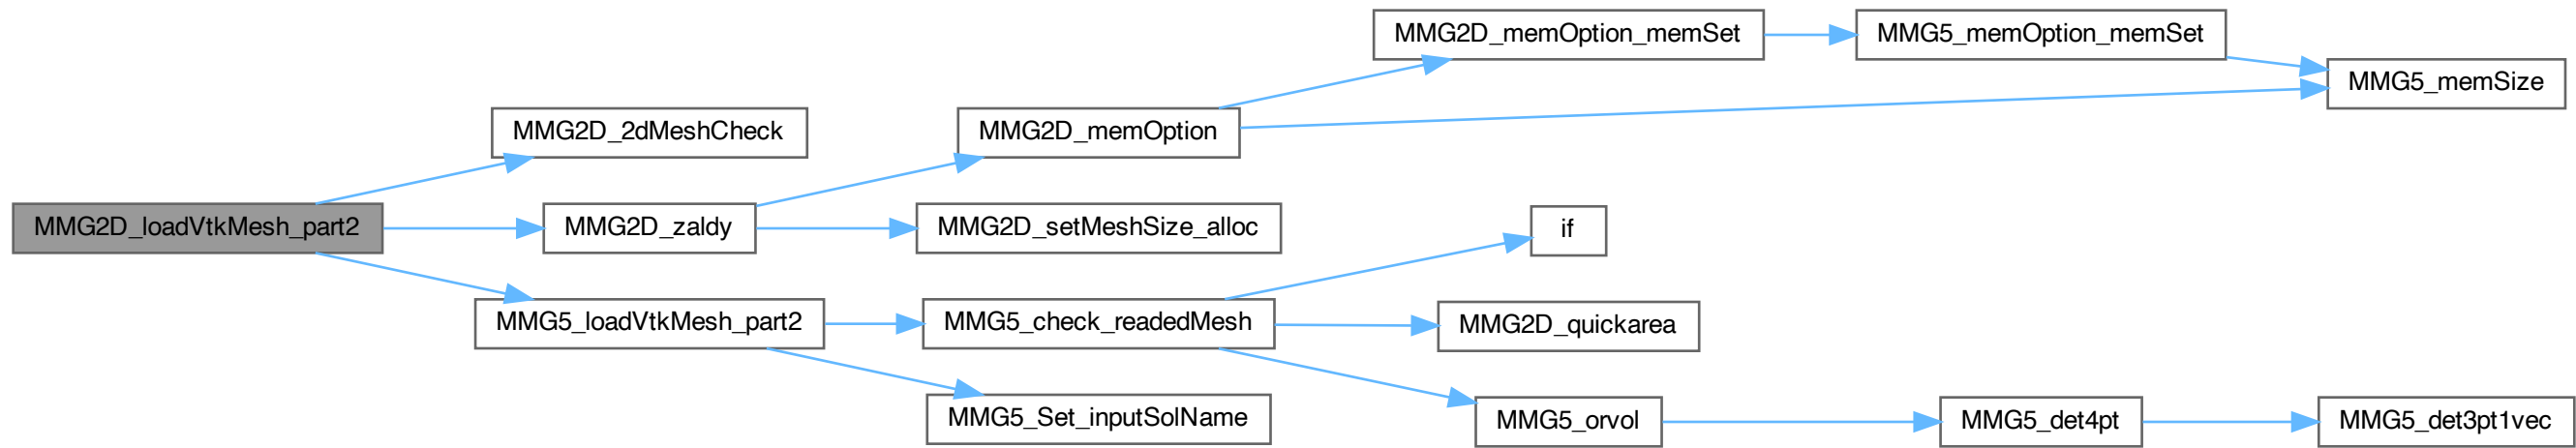 MMG2D_memOption_memSet
MMG5_memOption_memSet
MMG5_memSize
MMG2D_2dMeshCheck
MMG2D_memOption
MMG2D_loadVtkMesh_part2
MMG2D_zaldy
MMG2D_setMeshSize_alloc
if
MMG5_loadVtkMesh_part2
MMG5_check_readedMesh
MMG2D_quickarea
MMG5_Set_inputSolName
MMG5_orvol
MMG5_det4pt
MMG5_det3pt1vec